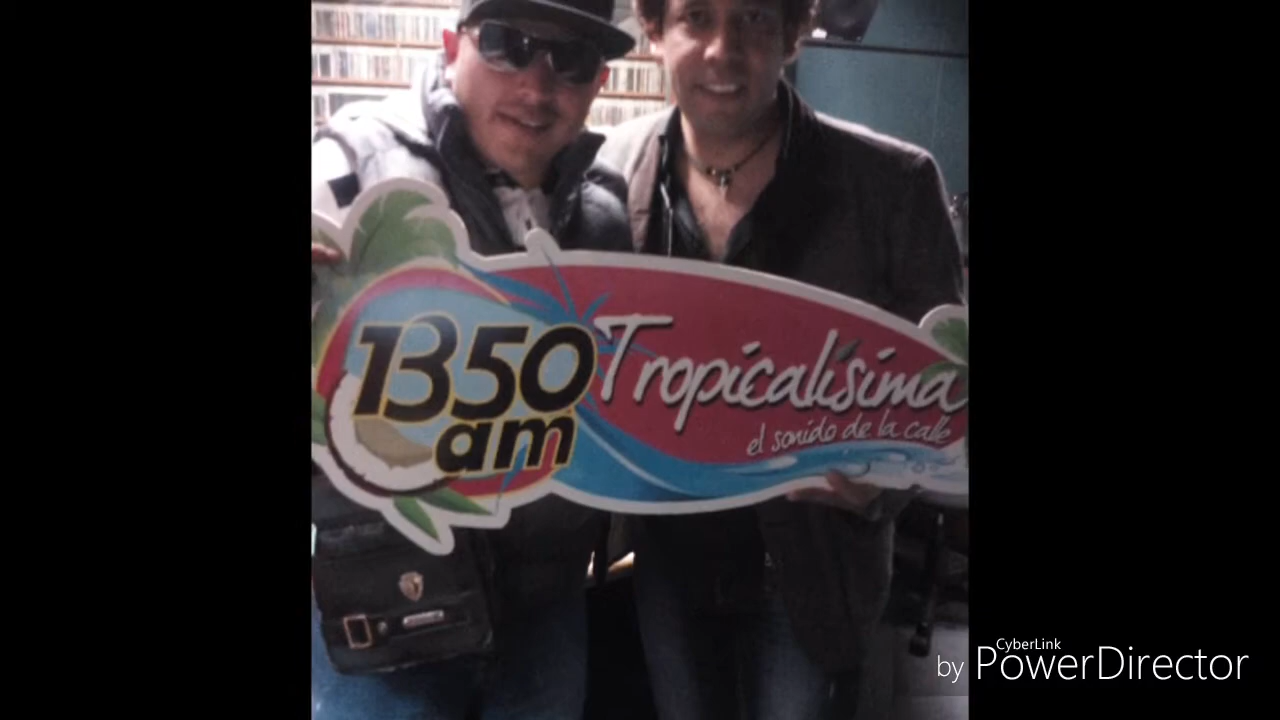 1350
am
Tropicalísima
el sonido de la calle
CyberLink
by PowerDirector